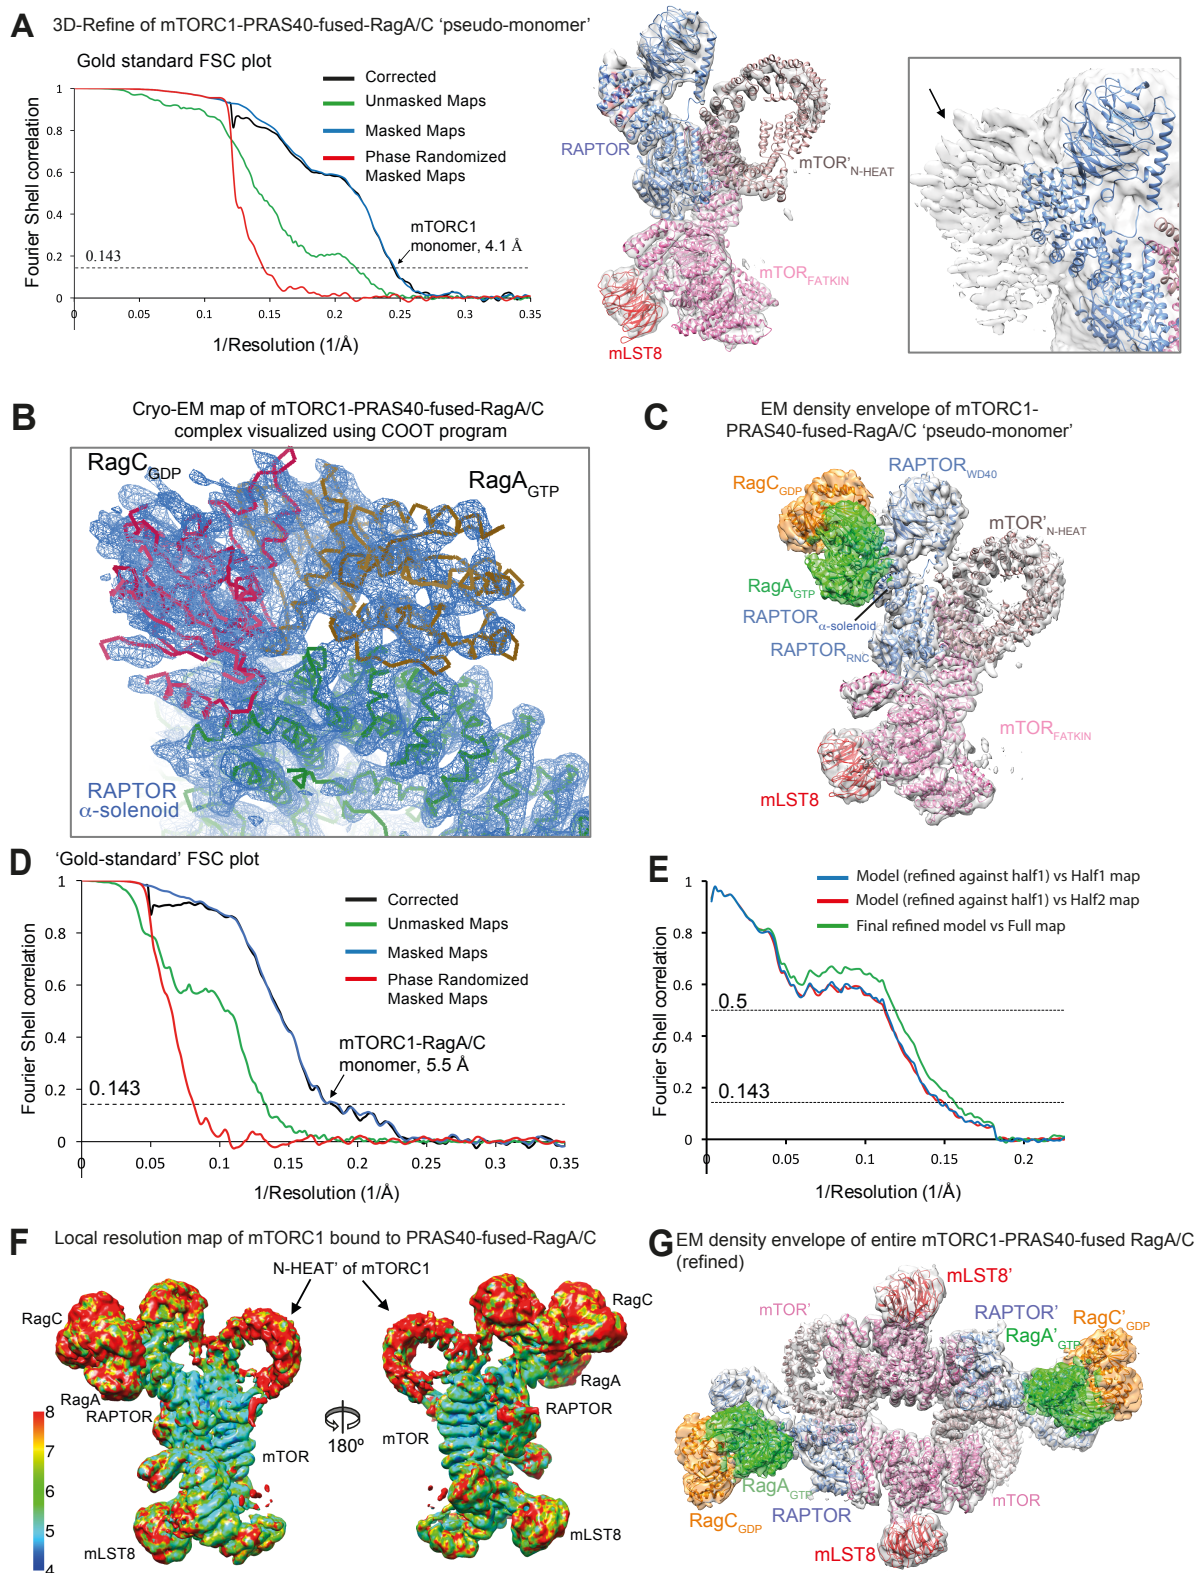 A 3D-Refine of mTORC1-PRAS40-fused-RagA/C ‘pseudo-monomer’
Gold standard FSC plot
Corrected
Unmasked Maps
Masked Maps
Phase Randomized
Masked Maps
mTORC1
monomer, 4.1 Å
0.143
Fourier Shell correlation
1
0.8
0.6
0.4
0.2
0
0 0.05 0.1 0.15 0.2 0.25 0.3 0.35
1/Resolution (1/Å)
RAPTOR
mTOR’N-HEAT
mTORFATKIN
mLST8
B Cryo-EM map of mTORC1-PRAS40-fused-RagA/C
complex visualized using COOT program
RagCGDP
RagAGTP
RAPTOR
α-solenoid
C EM density envelope of mTORC1-
PRAS40-fused-RagA/C ‘pseudo-monomer’
RAPTORWD40
RagCGDP
mTOR’N-HEAT
RagAGTP
RAPTORα-solenoid
RAPTORRNC
mTORFATKIN
mLST8
D ‘Gold-standard’ FSC plot
Corrected
Unmasked Maps
Masked Maps
Phase Randomized
Masked Maps
mTORC1-RagA/C
monomer, 5.5 Å
0.143
Fourier Shell correlation
1
0.8
0.6
0.4
0.2
0
0 0.05 0.1 0.15 0.2 0.25 0.3 0.35
1/Resolution (1/Å)
E
Model (refined against half1) vs Half1 map
Model (refined against half1) vs Half2 map
Final refined model vs Full map
0.5
0.143
Fourier Shell correlation
1
0.8
0.6
0.4
0.2
0
0 0.05 0.1 0.15 0.2
1/Resolution (1/Å)
F Local resolution map of mTORC1 bound to PRAS40-fused-RagA/C
N-HEAT’ of mTORC1
RagC
RagA
RAPTOR
mTOR
mLST8
8
7
6
5
4
180º
RagC
RagA
RAPTOR
mTOR
mLST8
G EM density envelope of entire mTORC1-PRAS40-fused RagA/C
(refined)
mLST8’
mTOR’
RAPTOR’
RagC’GDP
RagA’GTP
RagAGTP
RagCGDP
RAPTOR
mTOR
mLST8